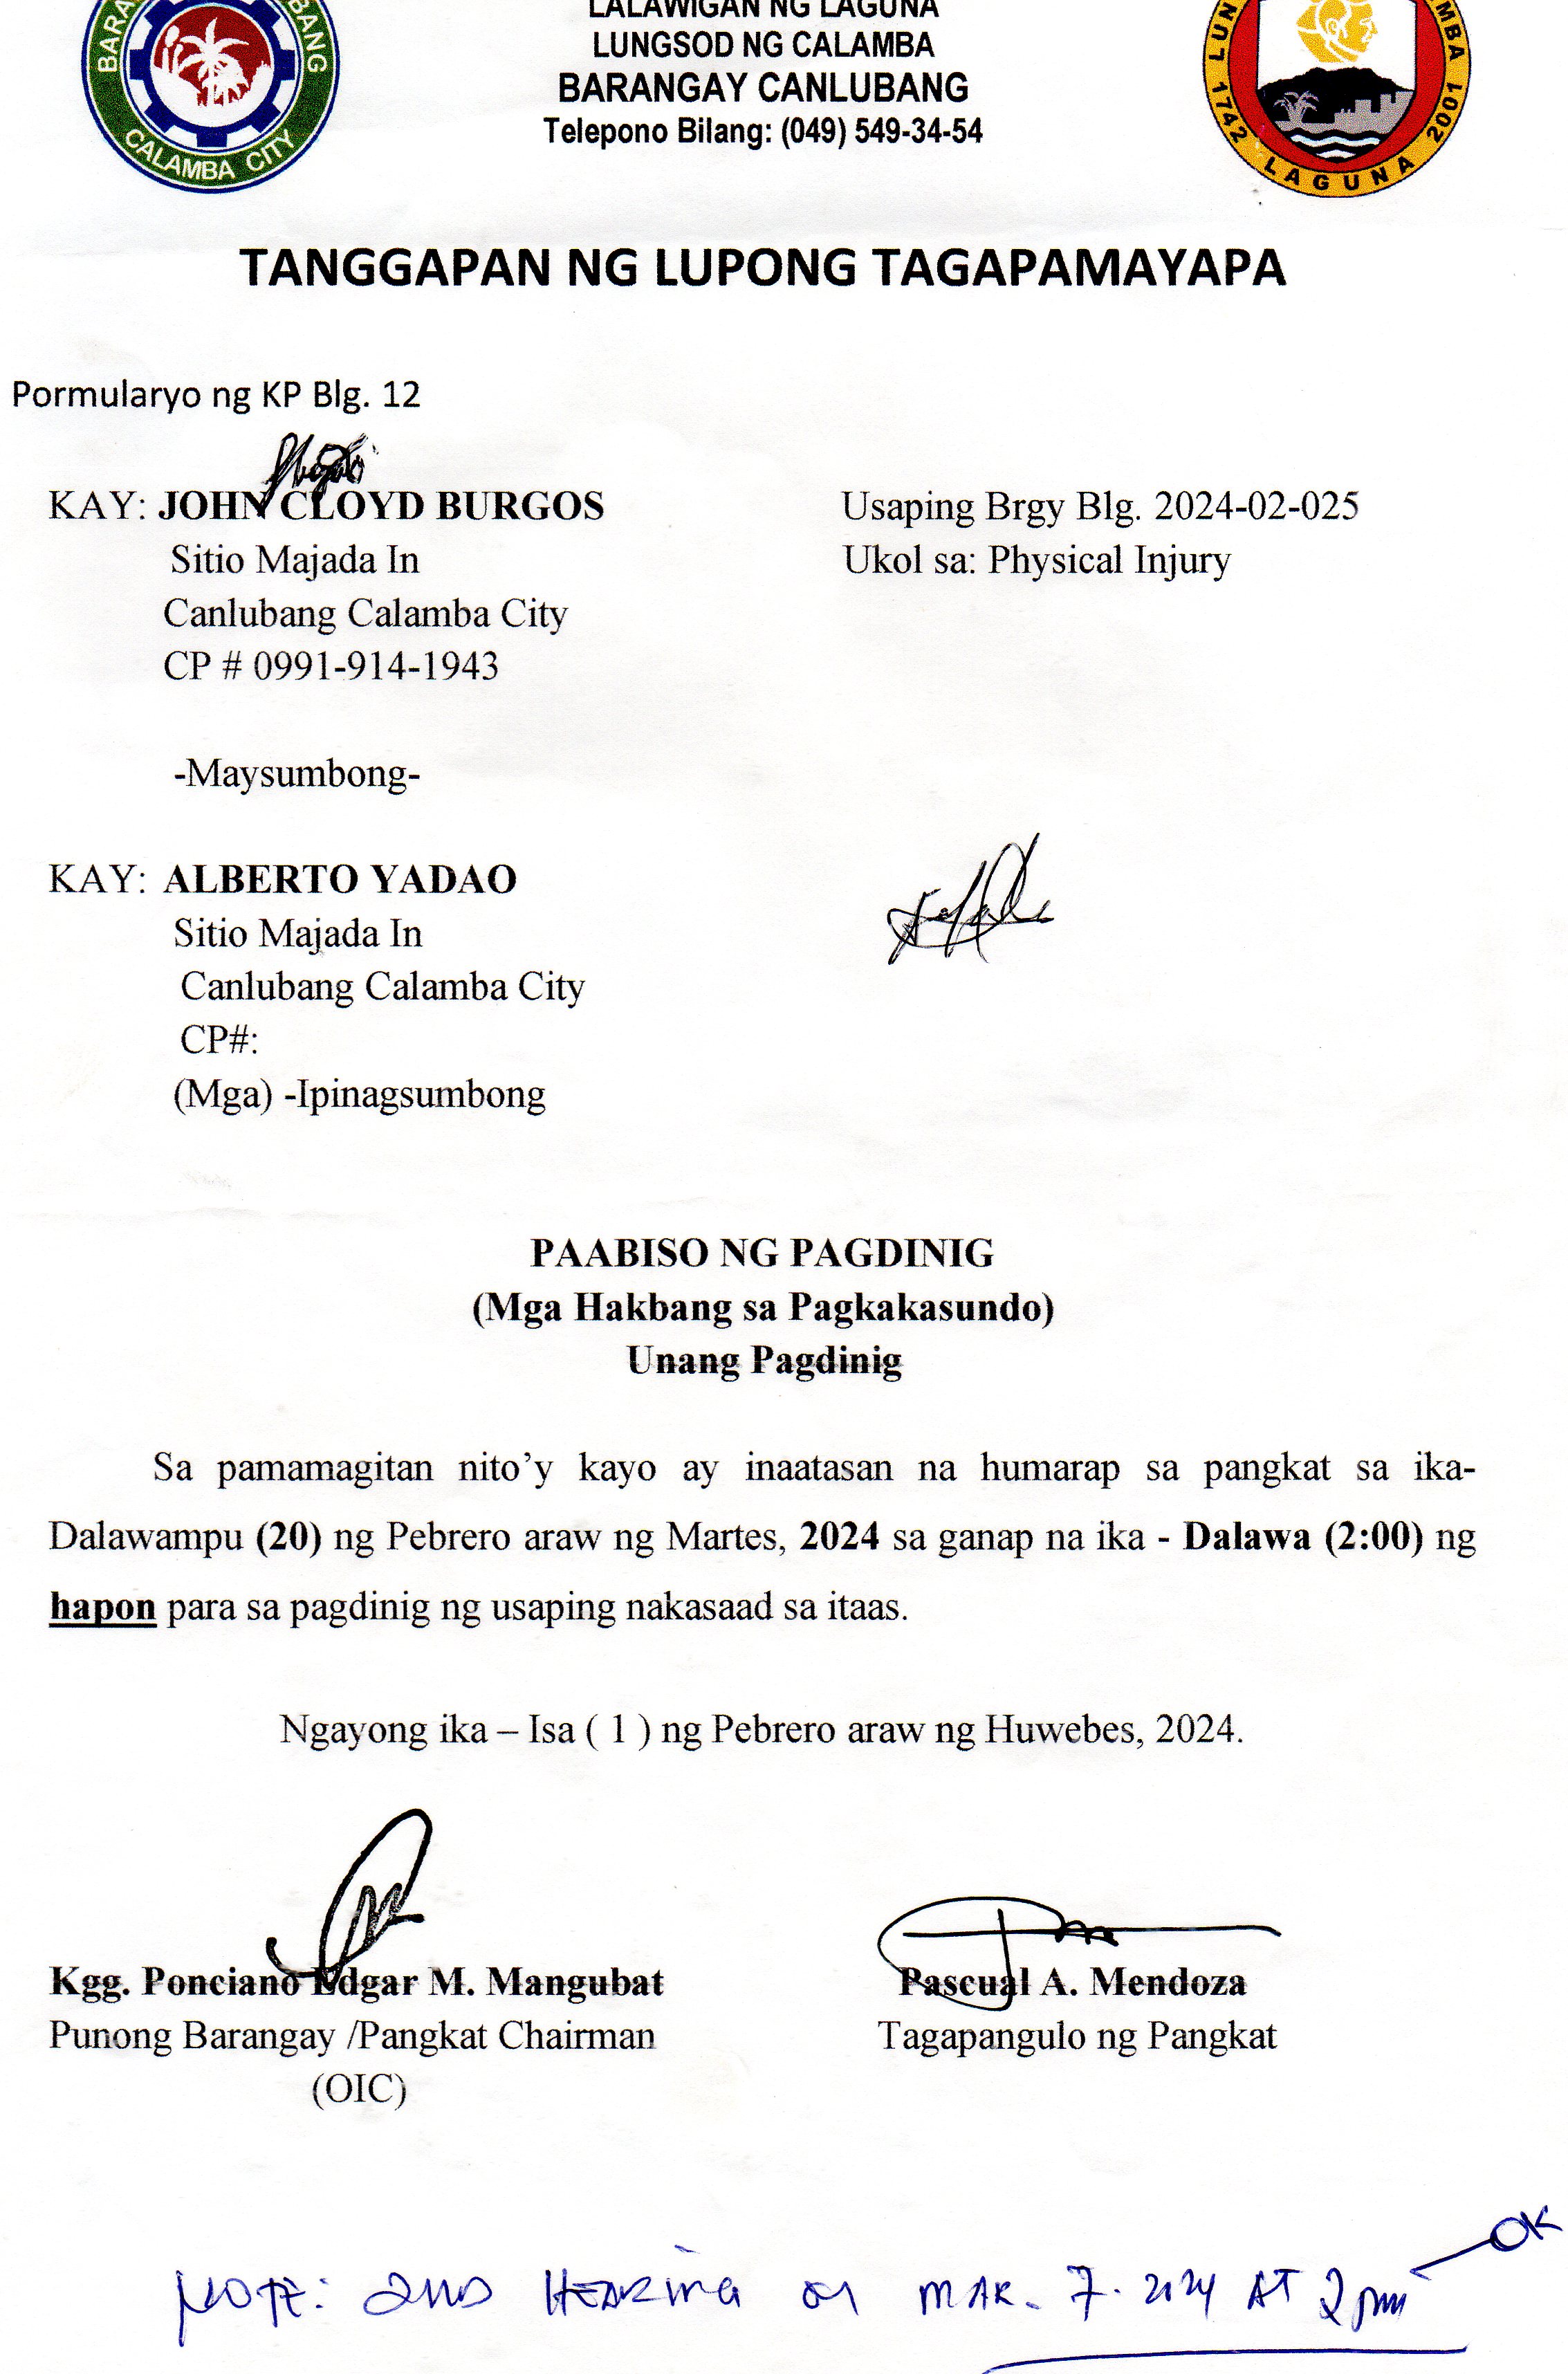 LALAWIGAN NG LAGUNA
LUNGSOD NG CALAMBA
BARANGAY CANLUBANG
Telepono Bilang: (049) 549-34-54
CALAMBA CITY
1742 LAGUNA 2001
TANGGAPAN NG LUPONG TAGAPAMAYAPA
Pormularyo ng KP Blg. 12
KAY: JOHN CLOYD BURGOS
Usaping Brgy Blg. 2024-02-025
Sitio Majada In
Ukol sa: Physical Injury
Canlubang Calamba City
CP # 0991-914-1943
-Maysumbong-
KAY: ALBERTO YADAO
Sitio Majada In
Canlubang Calamba City
CP#:
(Mga) -Ipinagsumbong
PAABISO NG PAGDINIG
(Mga Hakbang sa Pagkakasundo)
Unang Pagdinig
Sa pamamagitan nito’y kayo ay inaatasan na humarap sa pangkat sa ika-
Dalawampu (20) ng Pebrero araw ng Martes, 2024 sa ganap na ika - Dalawa (2:00) ng
hapon para sa pagdinig ng usaping nakasaad sa itaas.
Ngayong ika – Isa ( 1 ) ng Pebrero araw ng Huwebes, 2024.
Kgg. Ponciano Edgar M. Mangubat
Pascual A. Mendoza
Punong Barangay /Pangkat Chairman
Tagapangulo ng Pangkat
(OIC)
OK
NOTE: 2ND HEARING ON MAR. 7. 2024 AT 2pm